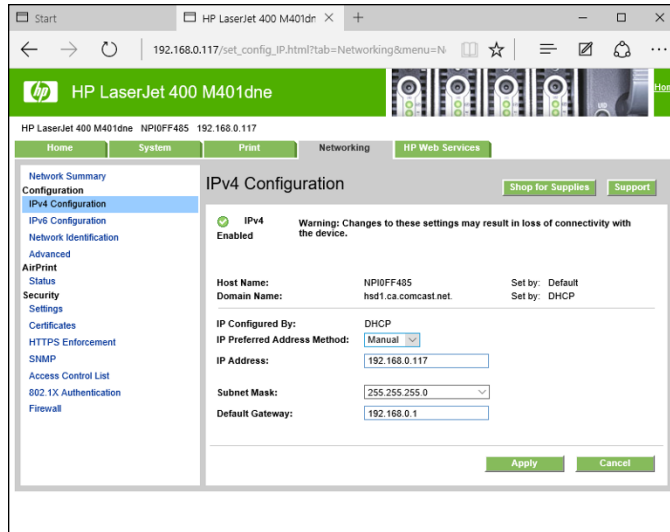 Start
HP LaserJet 400 M401dr
192.168.0.117/set_config_IP.html?tab=Networking&menu=N
hp HP LaserJet 400 M401dne
HP LaserJet 400 M401dne NPI0FF485 192.168.0.117
Home System Print Networking HP Web Services
Network Summary
Configuration
IPv4 Configuration
IPv6 Configuration
Network Identification
Advanced
AirPrint
Status
Security
Settings
Certificates
HTTPS Enforcement
SNMP
Access Control List
802.1X Authentication
Firewall
IPv4 Configuration
Shop for Supplies Support
IPv4 Enabled
Warning: Changes to these settings may result in loss of connectivity with
the device.
Host Name: NPI0FF485 Set by: Default
Domain Name: hsd1.ca.comcast.net. Set by: DHCP
IP Configured By: DHCP
IP Preferred Address Method: Manual
IP Address: 192.168.0.117
Subnet Mask: 255.255.255.0
Default Gateway: 192.168.0.1
Apply Cancel